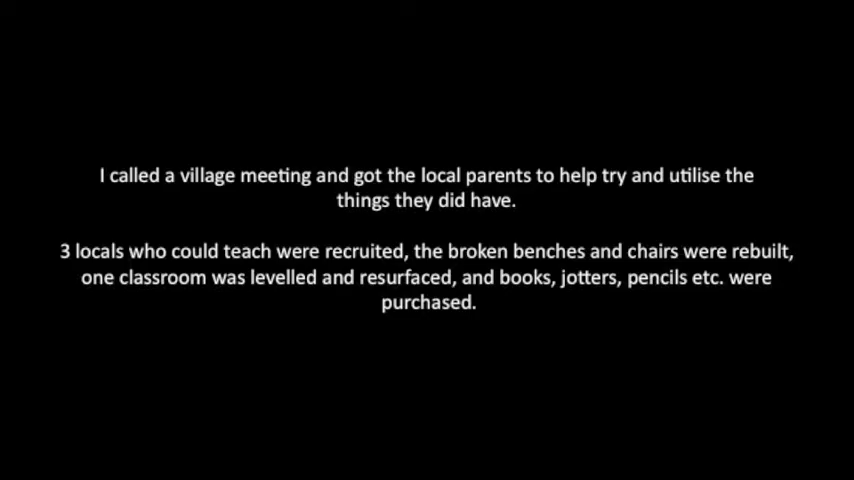 I called a village meeting and got the local parents to help try and utilise the
things they did have.
3 locals who could teach were recruited, the broken benches and chairs were rebuilt,
one classroom was levelled and resurfaced, and books, jotters, pencils etc. were
purchased.